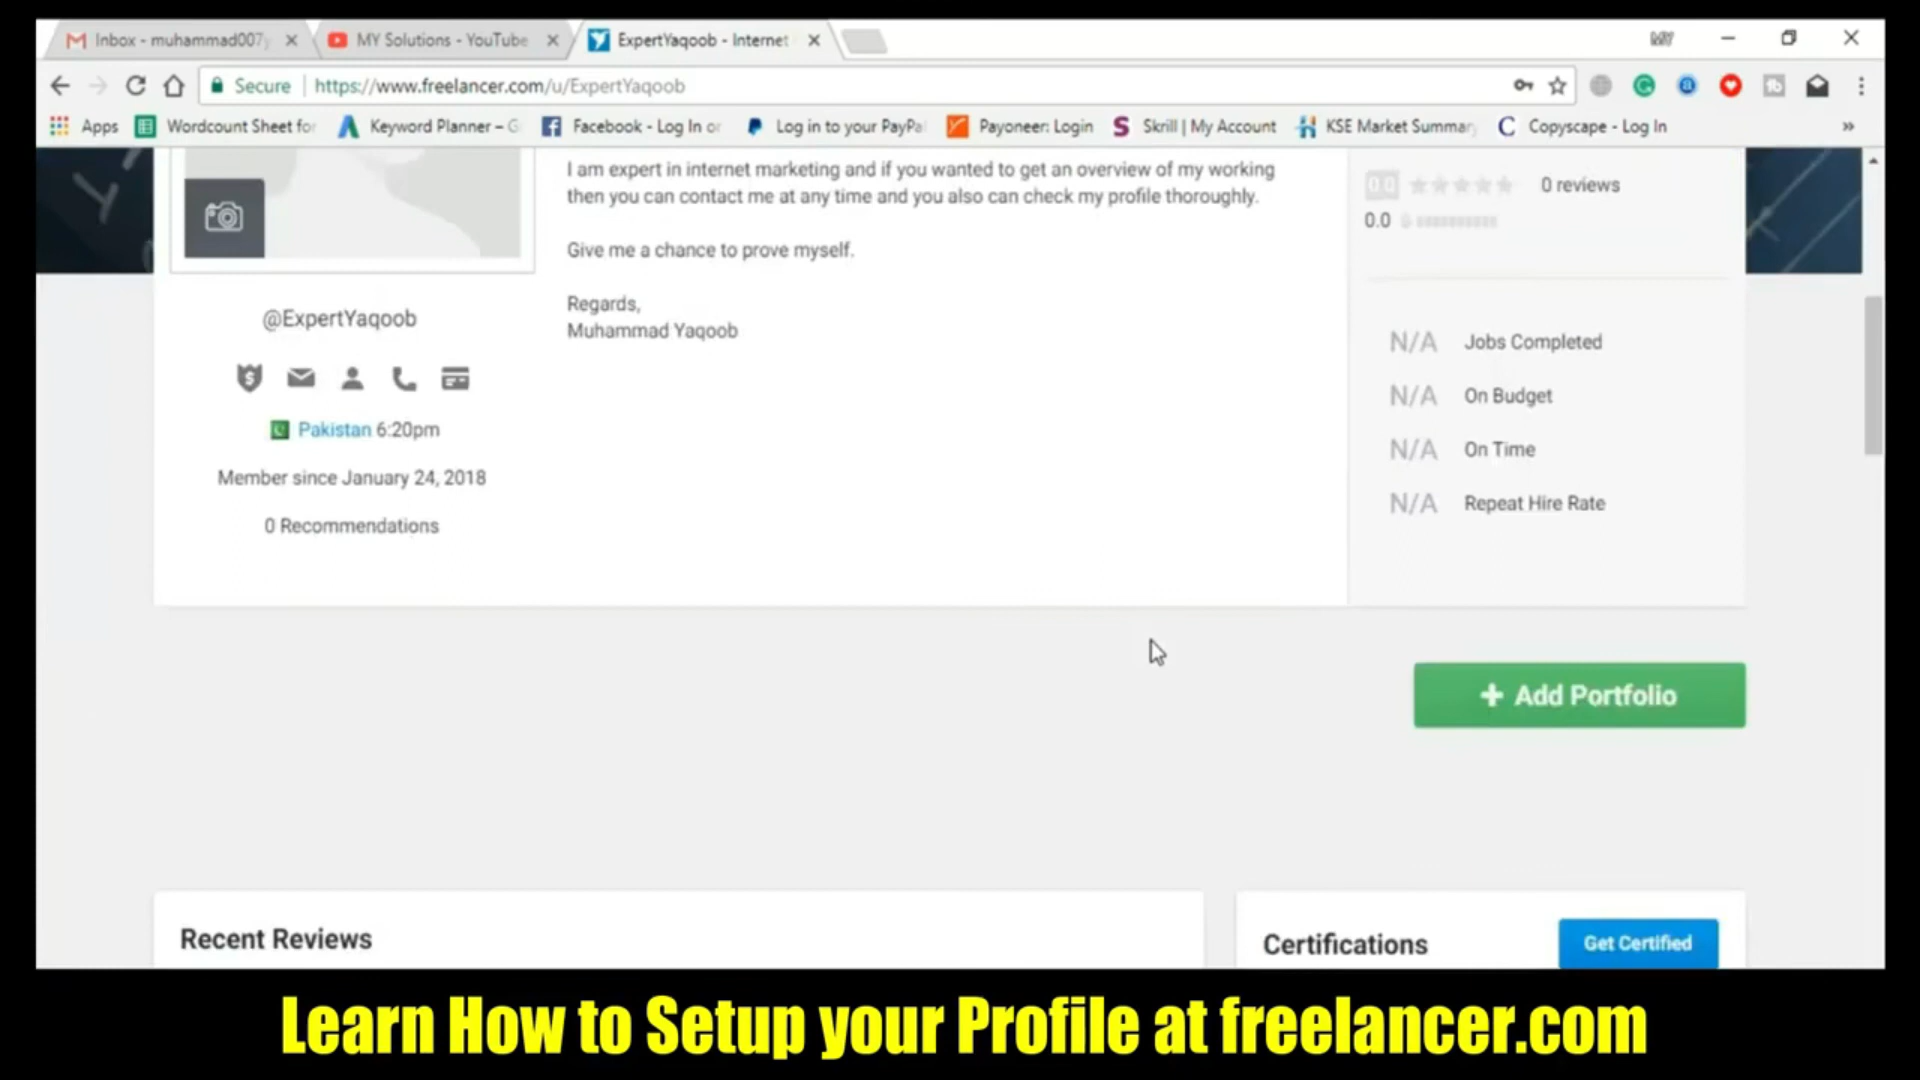 Inbox - muhammad007y
MY Solutions - YouTube
ExpertYaqoob - Internet
MY
Secure
https://www.freelancer.com/u/ExpertYaqoob
Apps
Wordcount Sheet for
Keyword Planner – G
Facebook - Log In or
Log in to your PayPa
Payoneer: Login
Skrill | My Account
KSE Market Summar
Copyscape - Log In
»
I am expert in internet marketing and if you wanted to get an overview of my working
then you can contact me at any time and you also can check my profile thoroughly.
Give me a chance to prove myself.
Regards,
Muhammad Yaqoob
@ExpertYaqoob
Pakistan 6:20pm
Member since January 24, 2018
0 Recommendations
0.0 0 reviews
0.0
N/A Jobs Completed
N/A On Budget
N/A On Time
N/A Repeat Hire Rate
+ Add Portfolio
Recent Reviews
Certifications
Get Certified
Learn How to Setup your Profile at freelancer.com